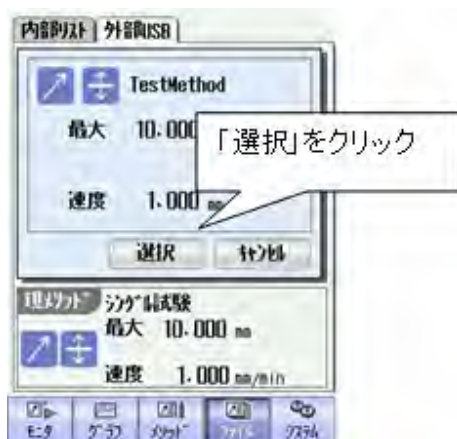 内部リスト 外部USB
TestMethod
最大 10.000
速度 1.000 mm
選択 キャンセル
「選択」をクリック
現メソッド シングル試験
最大 10.000 mm
速度 1.000 mm/min
モニタ グラフ メソッド ファイル システム